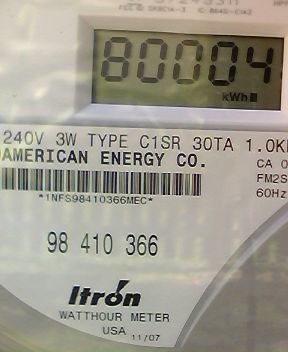 80004
kWh
240V 3W TYPE C1SR 30TA 1.0K
AMERICAN ENERGY CO.
CA 0
*1NFS98410366MEC*
FM2S
60Hz
98 410 366
Itron
WATTHOUR METER
USA 11/07